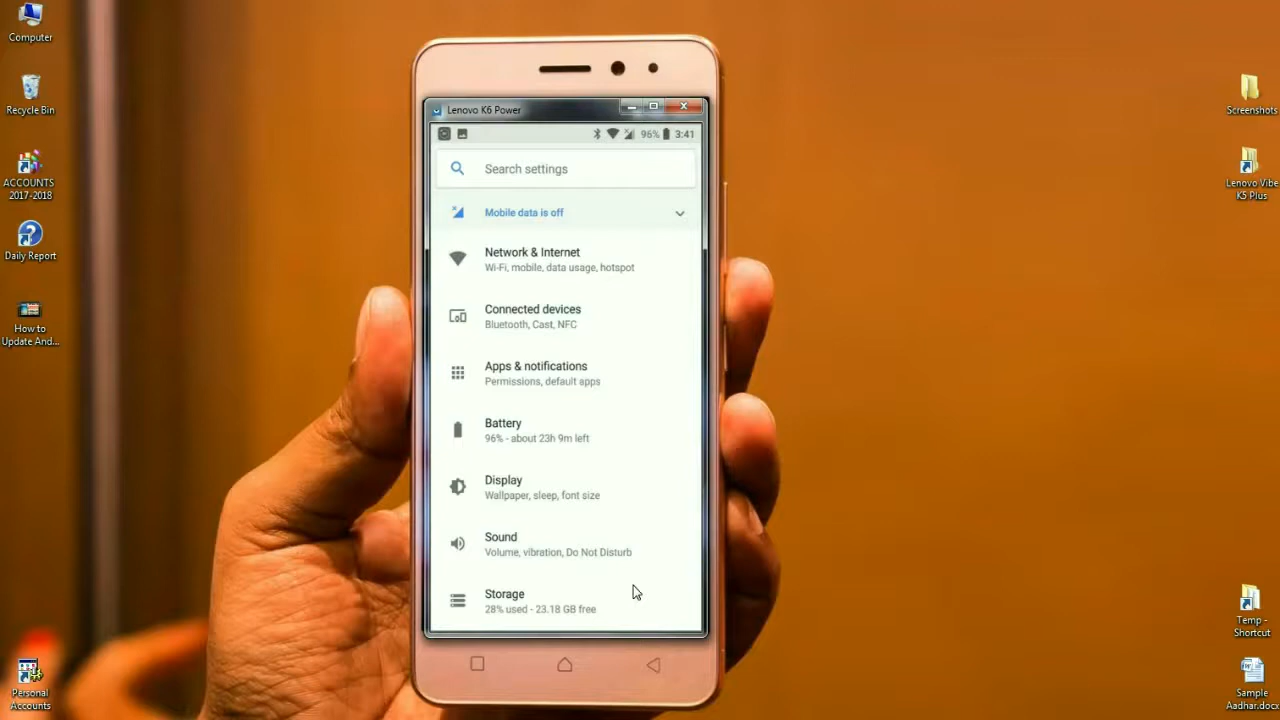 Computer
Recycle Bin
ACCOUNTS
2017-2018
Daily Report
How to
Update And...
Personal
Accounts
Lenovo K6 Power
96% 3:41
Search settings
Mobile data is off
Network & Internet
Wi-Fi, mobile, data usage, hotspot
Connected devices
Bluetooth, Cast, NFC
Apps & notifications
Permissions, default apps
Battery
96% - about 23h 9m left
Display
Wallpaper, sleep, font size
Sound
Volume, vibration, Do Not Disturb
Storage
28% used - 23.18 GB free
Screenshots
Lenovo Vibe
K5 Plus
Temp -
Shortcut
Sample
Aadhar.docx